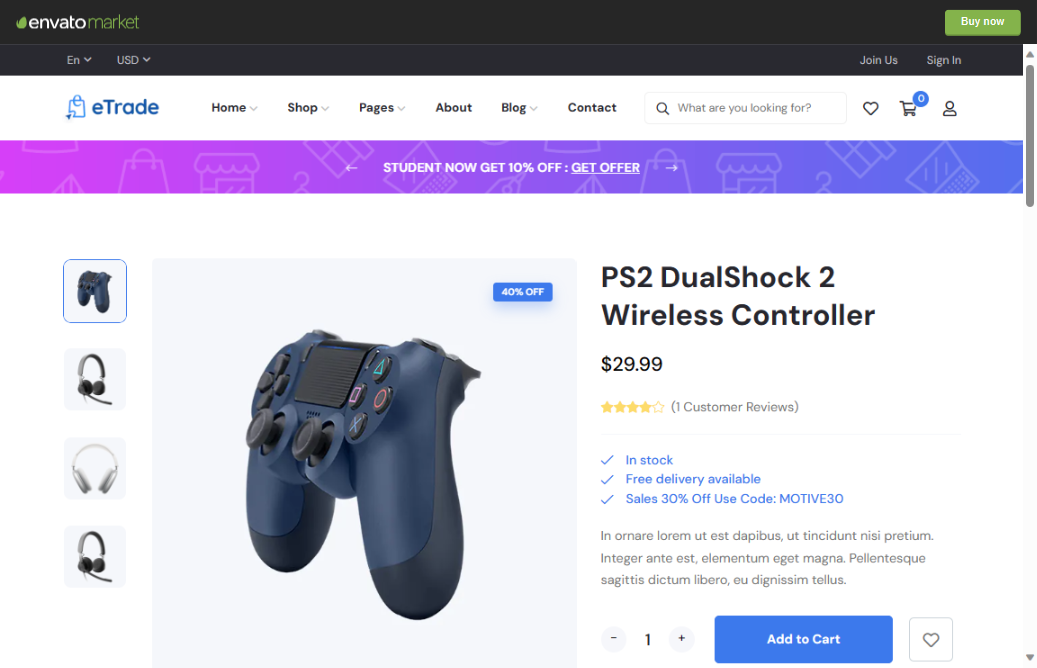 envato market
Buy now
En
USD
Join Us
Sign In
eTrade
Home
Shop
Pages
About
Blog
Contact
What are you looking for?
0
STUDENT NOW GET 10% OFF : GET OFFER
40% OFF
PS2 DualShock 2
Wireless Controller
$29.99
(1 Customer Reviews)
In stock
Free delivery available
Sales 30% Off Use Code: MOTIVE30
In ornare lorem ut est dapibus, ut tincidunt nisi pretium.
Integer ante est, elementum eget magna. Pellentesque
sagittis dictum libero, eu dignissim tellus.
- 1 +
Add to Cart